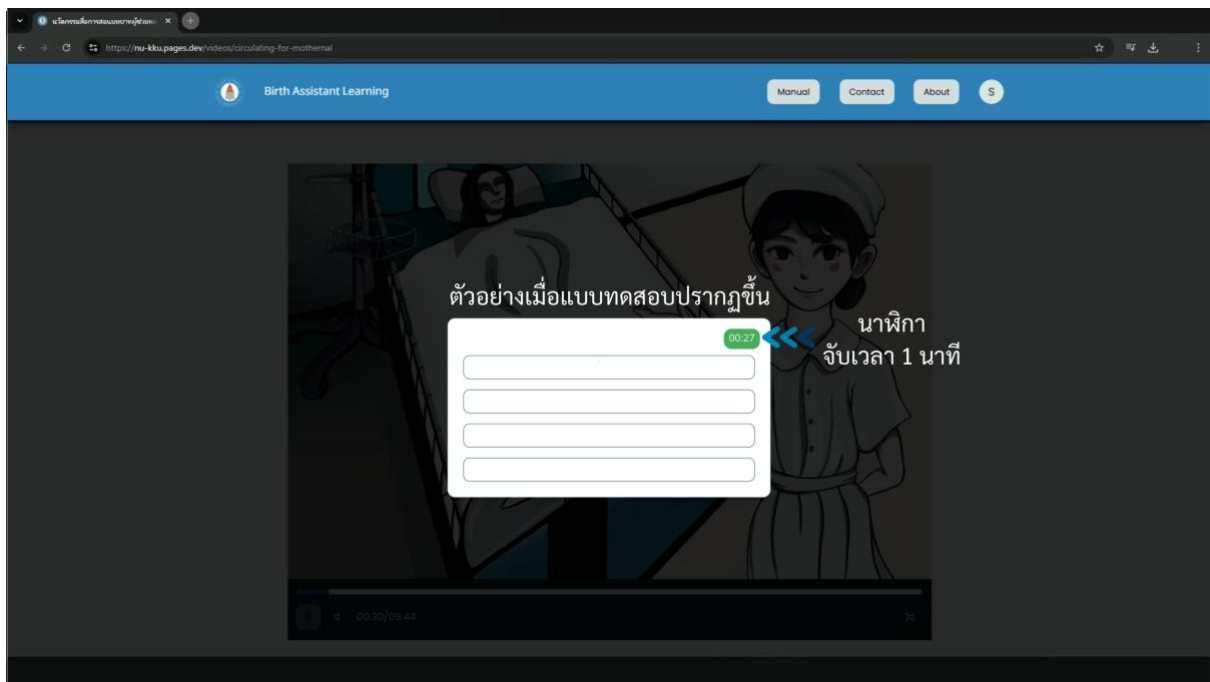 https://nu-kku.pages.dev/videos/circulating-for-mothernal
Birth Assistant Learning
Manual
Contact
About
S
ตัวอย่างเมื่อแบบทดสอบปรากฏขึ้น
00:27
นาฬิกา
จับเวลา 1 นาที
00:30/09:44